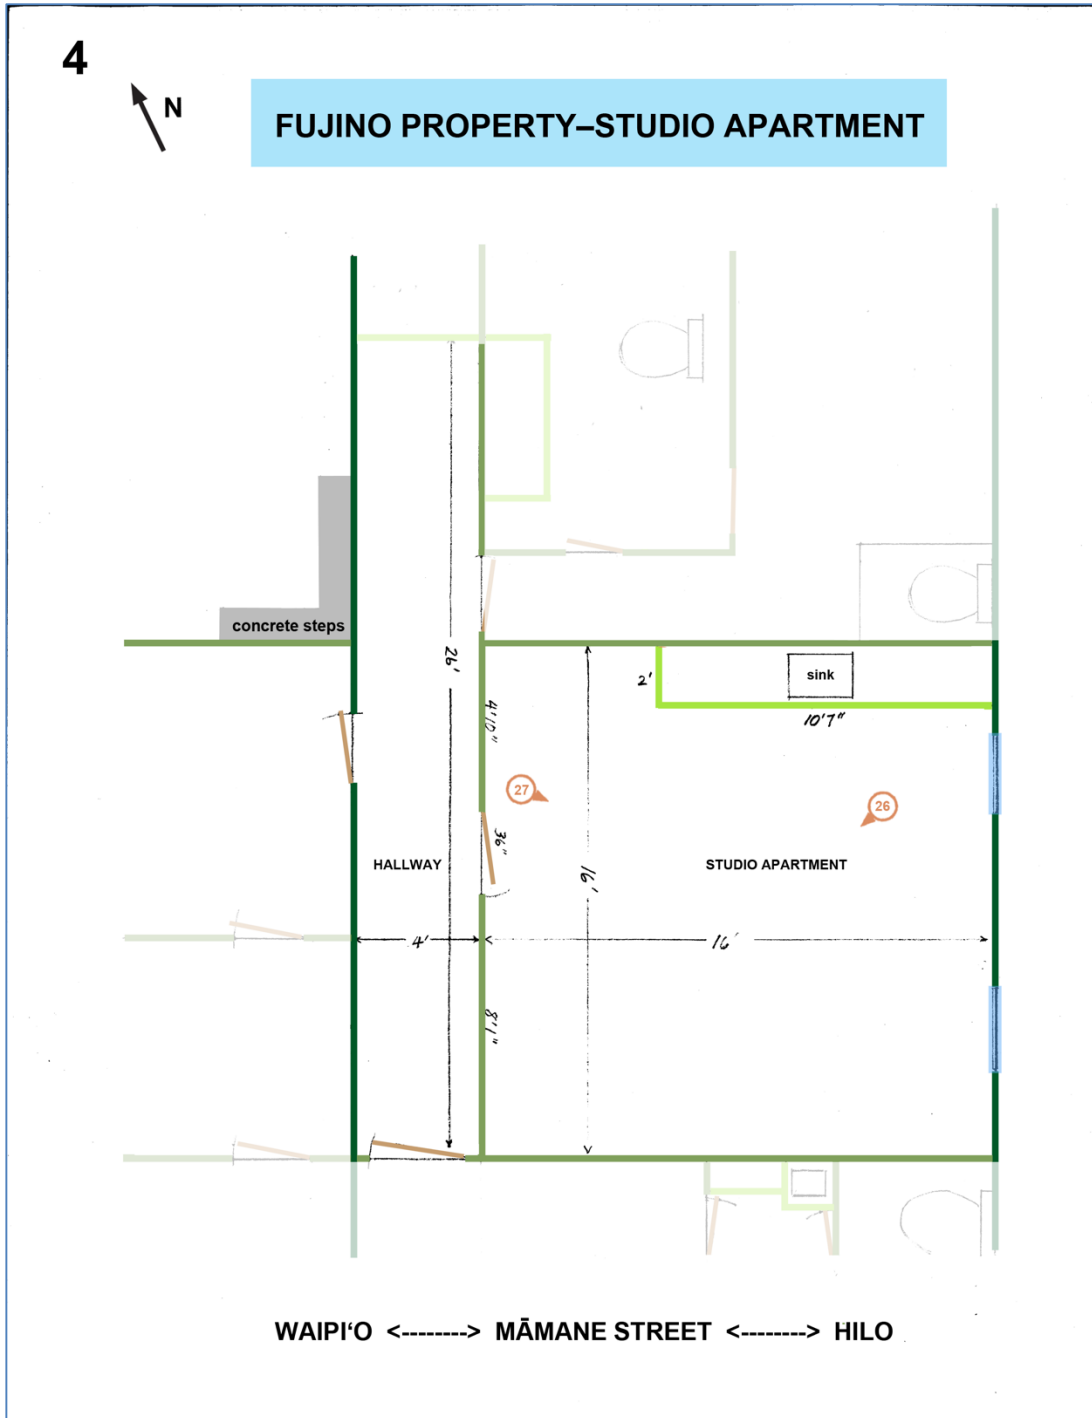 4
N
FUJINO PROPERTY–STUDIO APARTMENT
concrete steps
26'
2'
sink
10'7"
4'10"
27
26
36"
HALLWAY
16'
STUDIO APARTMENT
4'
16'
8'1"
WAIPIʻO <--------> MĀMANE STREET <--------> HILO